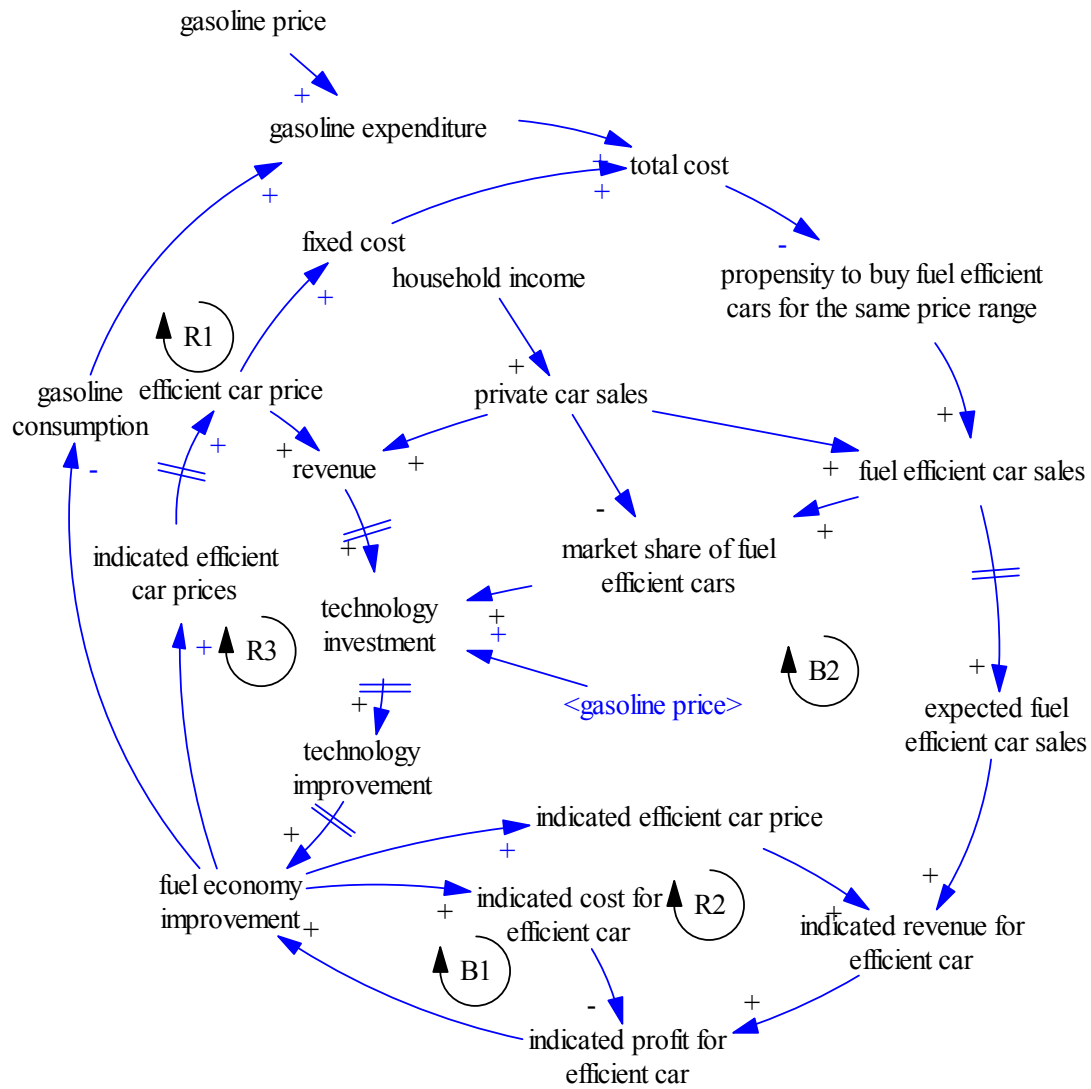 gasoline price
+
gasoline expenditure
+
total cost
+
+
fixed cost
-
household income
propensity to buy fuel efficient
cars for the same price range
+
R1
+
gasoline
consumption
efficient car price
private car sales
+
+
+
+
-
revenue
+
fuel efficient car sales
-
+
+
market share of fuel
efficient cars
indicated efficient
car prices
technology
investment
+
+
+
R3
B2
+
<gasoline price>
+
expected fuel
efficient car sales
technology
improvement
+
indicated efficient car price
+
fuel economy
improvement
+
+
indicated cost for
efficient car
R2
+
+
indicated revenue for
efficient car
B1
-
+
indicated profit for
efficient car